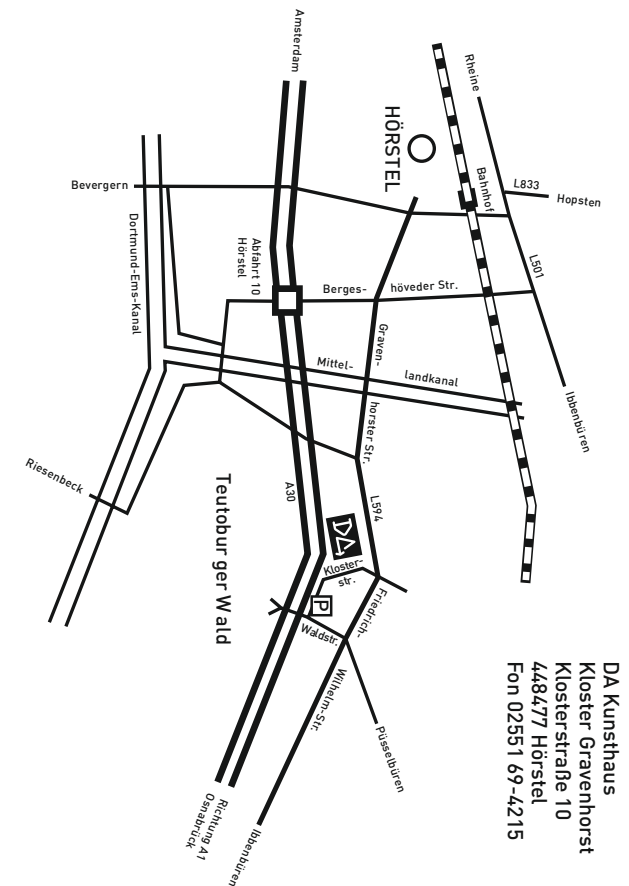 Amsterdam
Rheine
HÖRSTEL
Bahnhof
L833
Hopsten
Bevergern
Dortmund-Ems-Kanal
Abfahrt 10
Hörstel
L501
Berges-
höveder Str.
Graven-
horster Str.
Mittel-
landkanal
Ibbenbüren
Riesenbeck
Teutobur ger W ald
A30
L594
DA
Kloster-
str.
P
Waldstr.
Friedrich-
Wilhelm-Str.
Püsselbüren
Richtung A1
Osnabrück
Ibbenbüren
DA Kunsthaus
Kloster Gravenhorst
Klosterstraße 10
448477 Hörstel
Fon 02551 69-4215